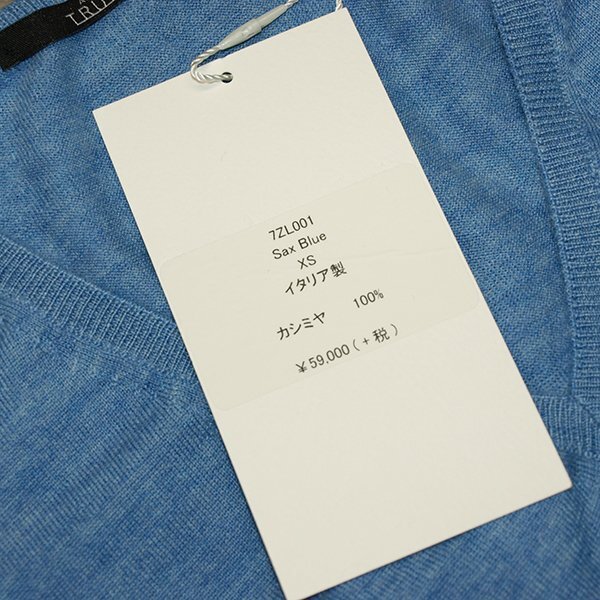 7ZL001
Sax Blue
XS
イタリア製
カシミヤ 100%
¥59,000(+税)